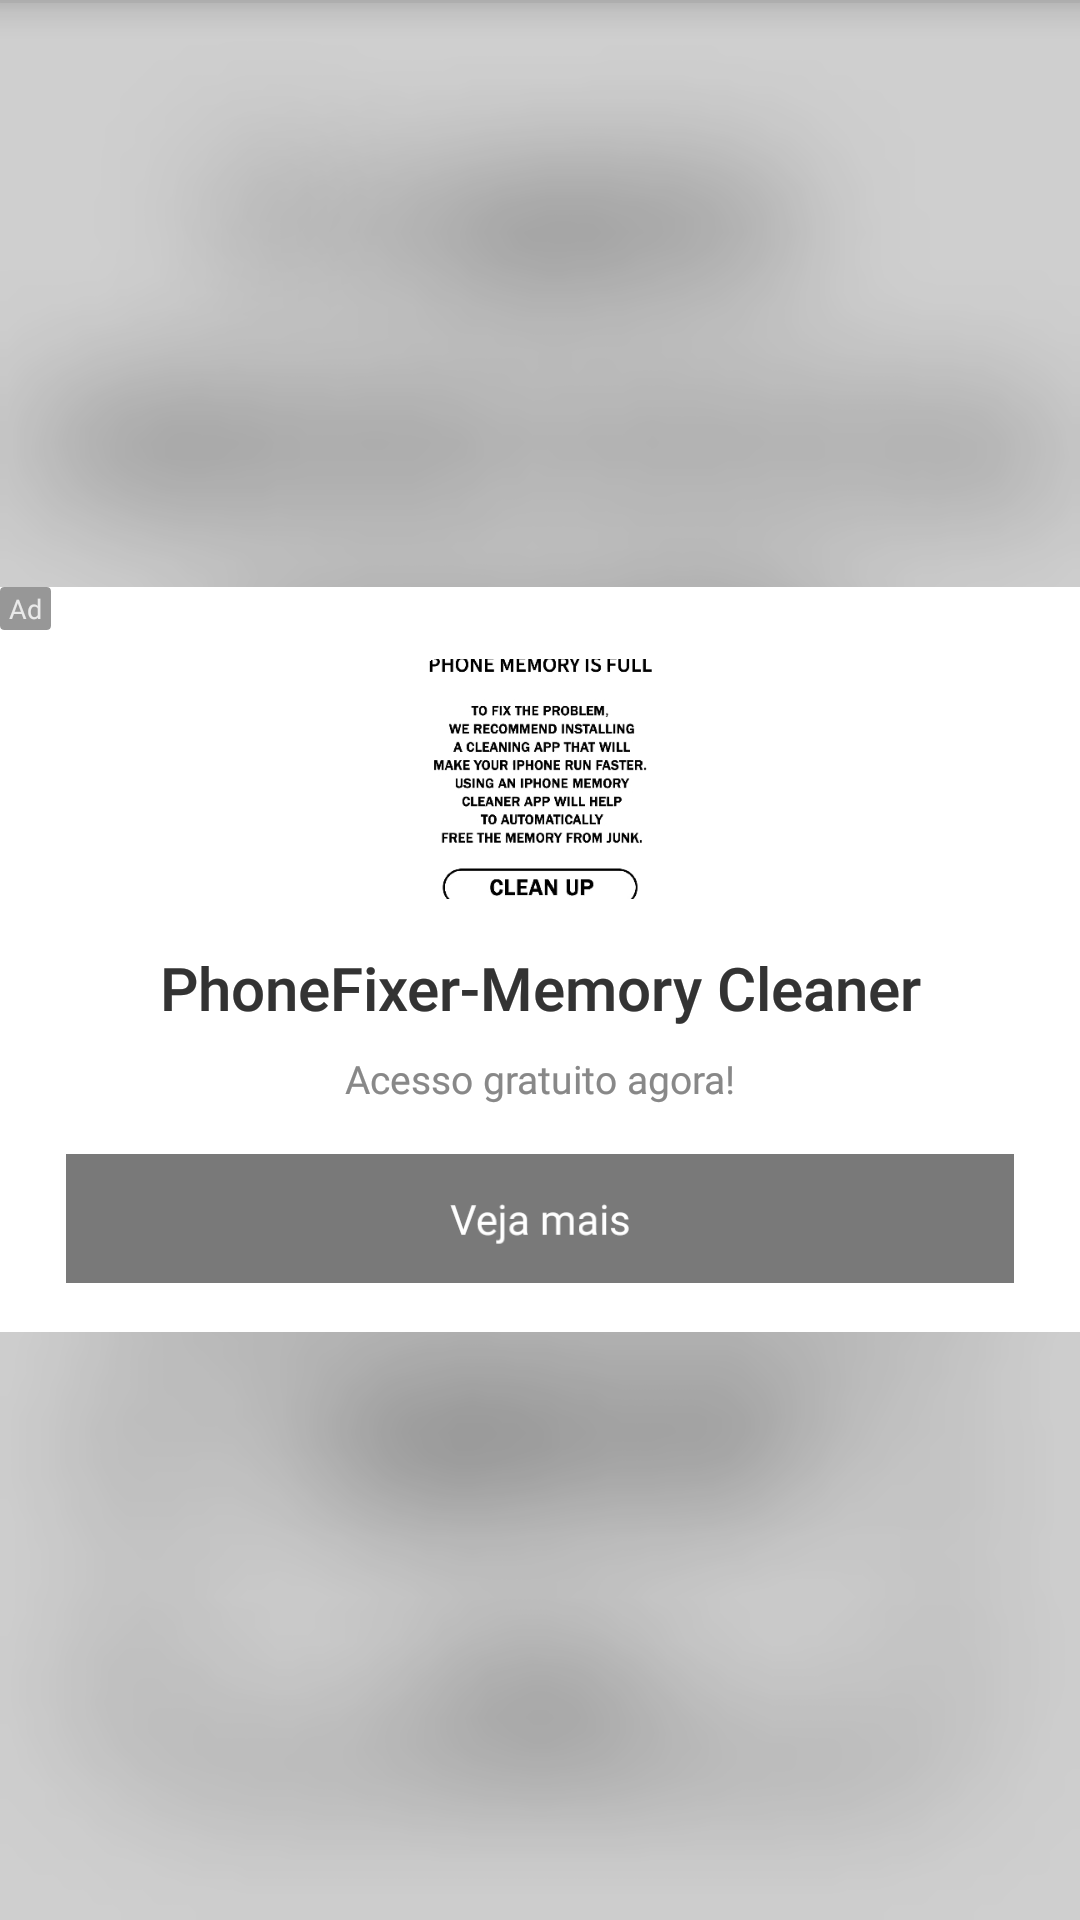 Ad
PHONE MEMORY IS FULL
TO FIX THE PROBLEM,
WE RECOMMEND INSTALLING
A CLEANING APP THAT WILL
MAKE YOUR IPHONE RUN FASTER.
USING AN IPHONE MEMORY
CLEANER APP WILL HELP
TO AUTOMATICALLY
FREE THE MEMORY FROM JUNK.
CLEAN UP
PhoneFixer-Memory Cleaner
Acesso gratuito agora!
Veja mais